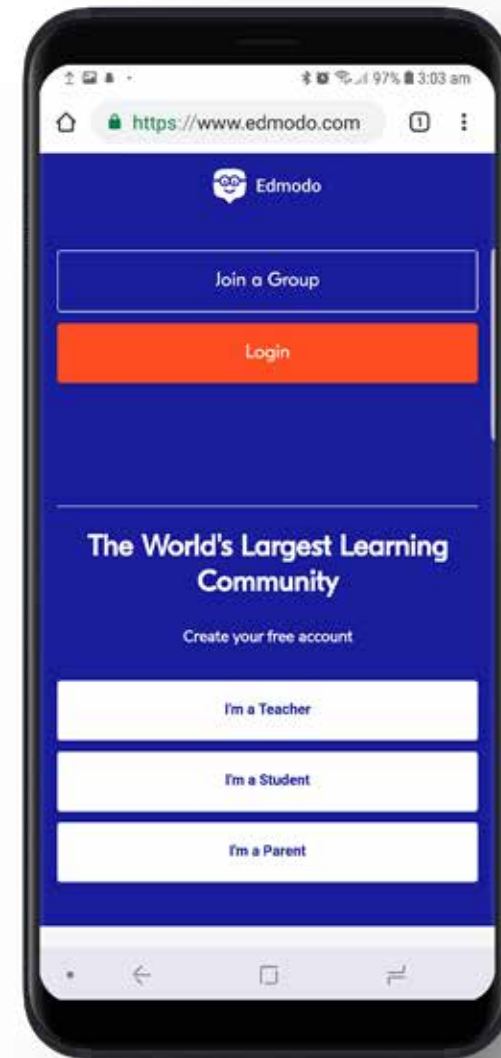 97% 3:03 am
https://www.edmodo.com 1
Edmodo
Join a Group
Login
The World's Largest Learning
Community
Create your free account
I'm a Teacher
I'm a Student
I'm a Parent